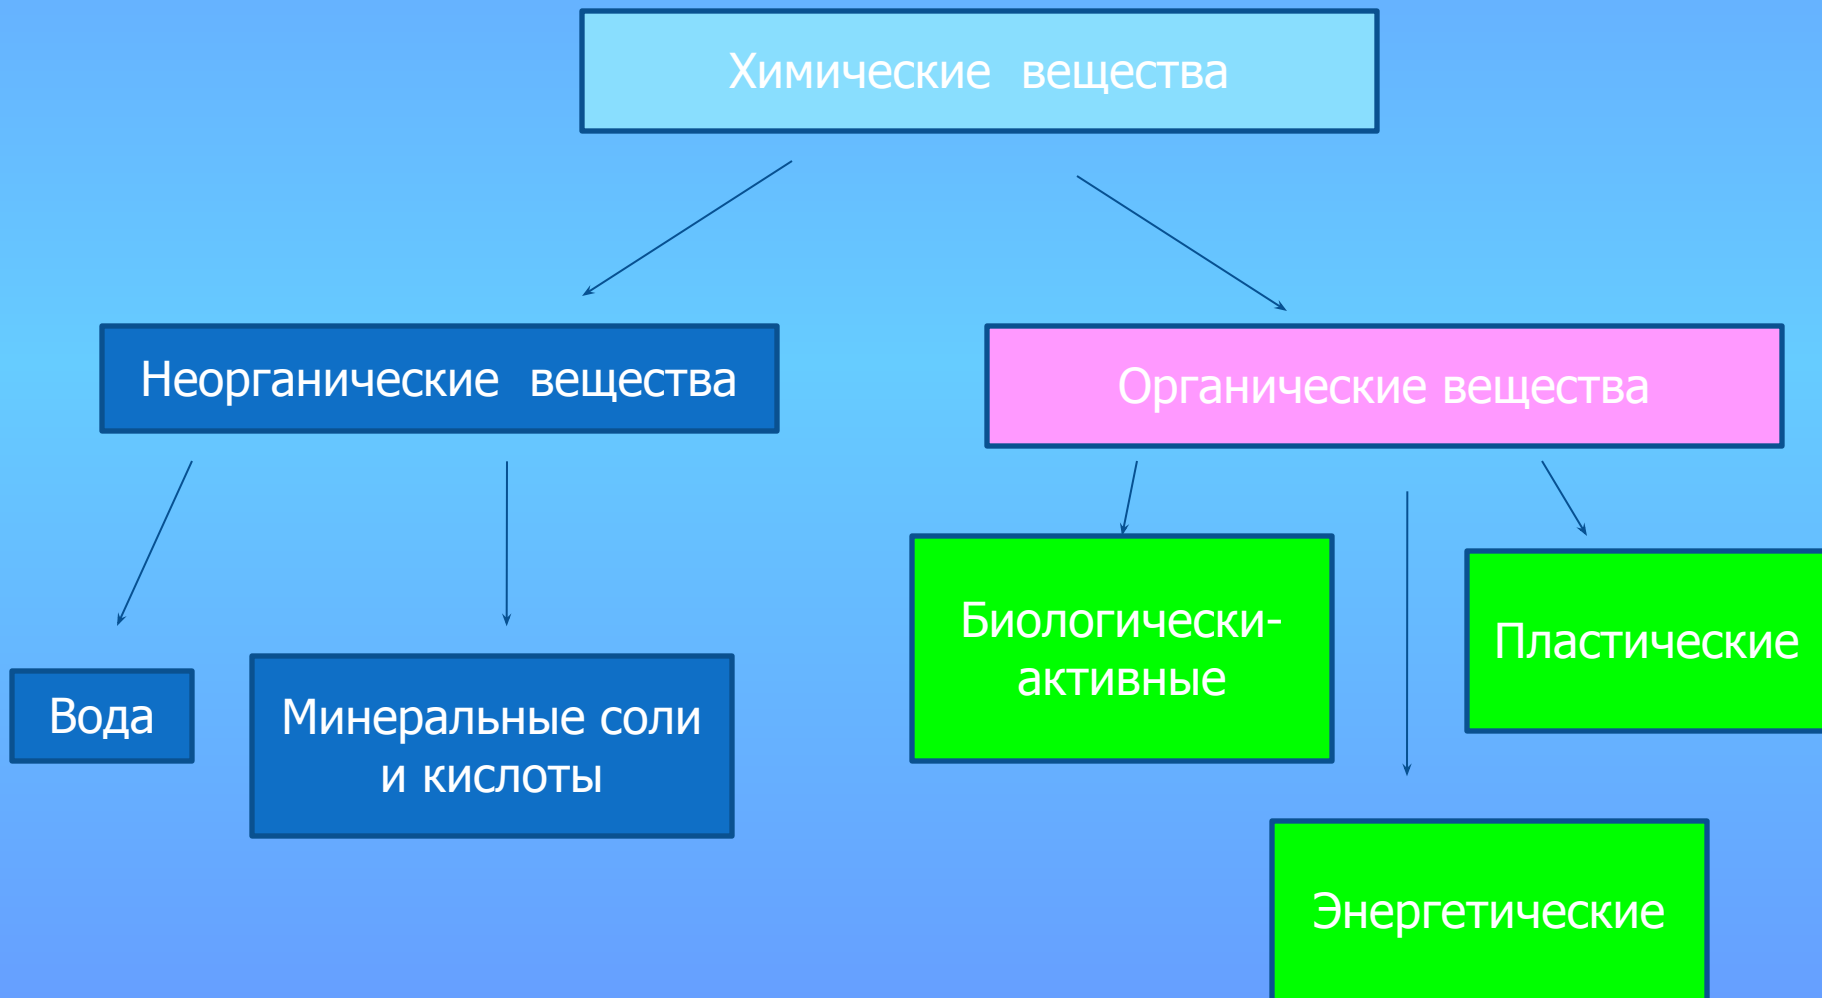 Химические вещества
Неорганические вещества
Органические вещества
Биологически-
активные
Пластические
Вода
Минеральные соли
и кислоты
Энергетические